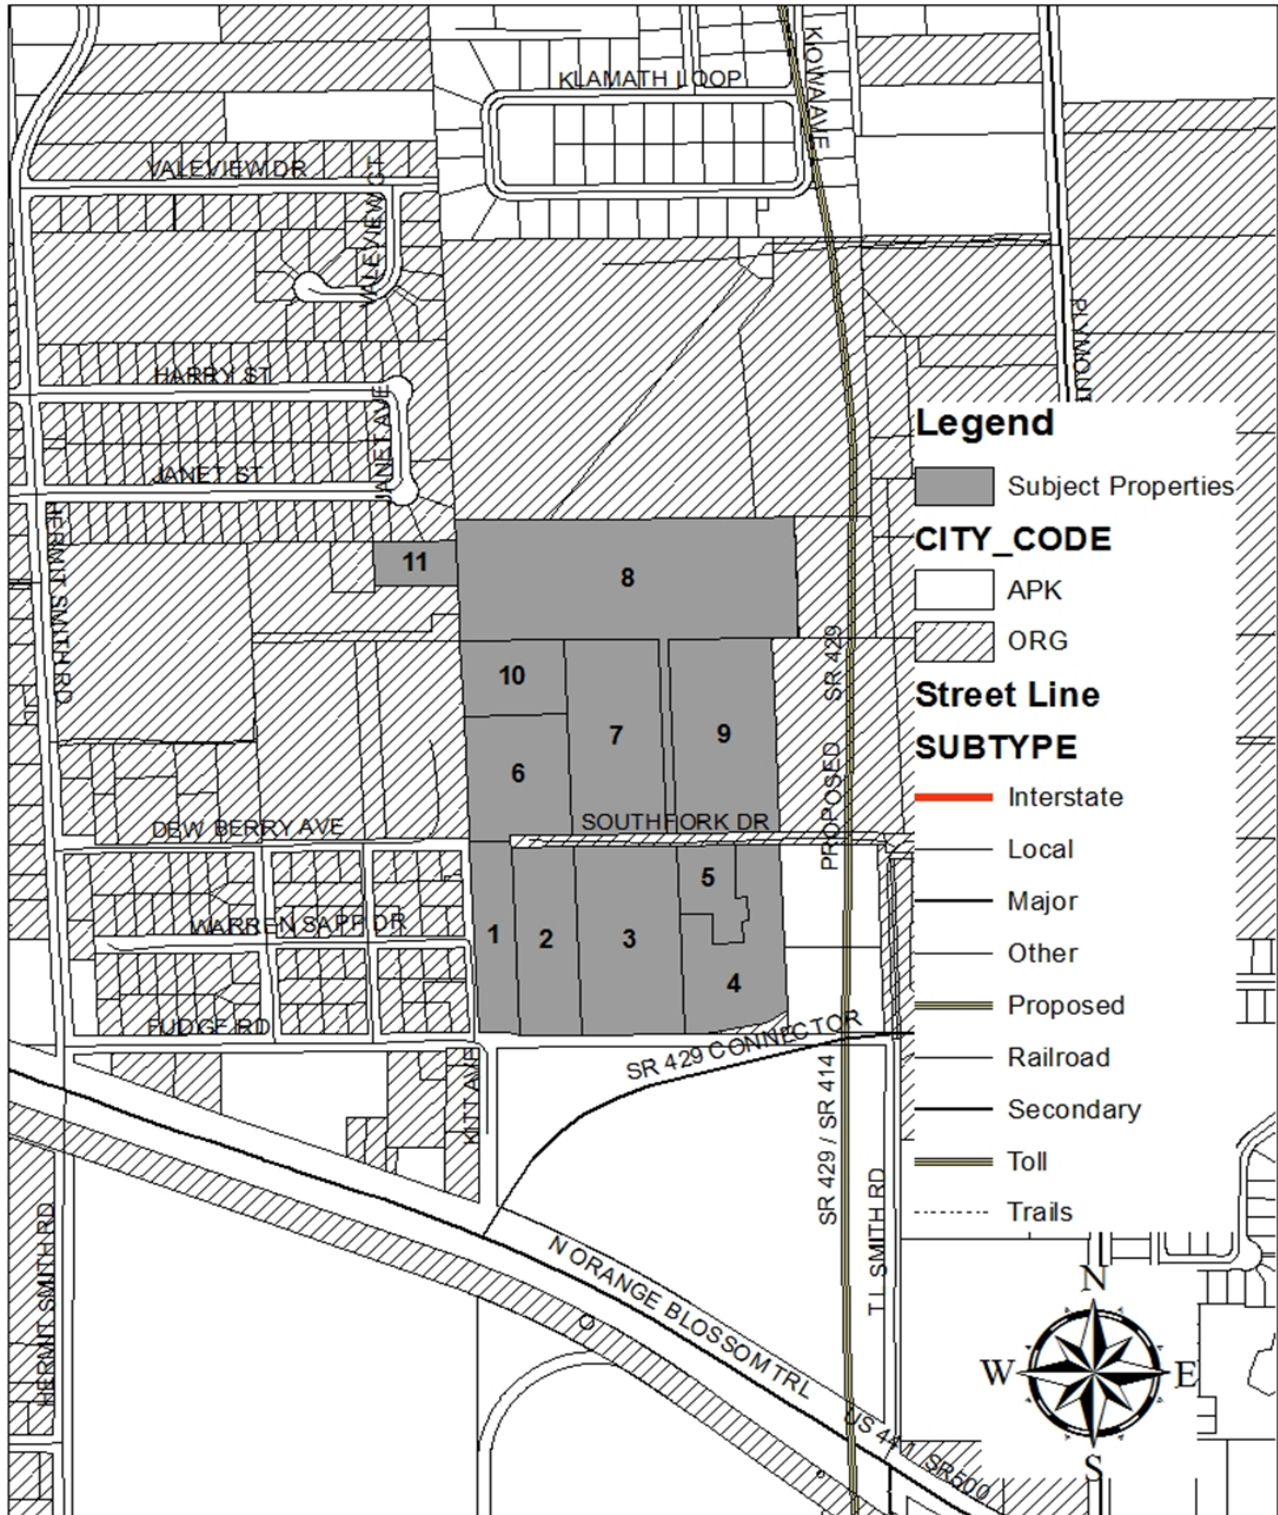 KLAMATH LOOP
KIOWA AVE
VALEVIEW DR
VALEVIEW CT
HARRY ST
JANET AVE
JANET ST
HERMIT SMITH RD
PLYMOU
Legend
Subject Properties
CITY_CODE
APK
ORG
Street Line
SUBTYPE
Interstate
Local
Major
Other
Proposed
Railroad
Secondary
Toll
Trails
11
8
10
7
9
6
PROPOSED SR 429
SOUTHFORK DR
DEW BERRY AVE
5
1
2
3
4
WARREN SAPP DR
FUDGE RD
SR 429 CONNECTOR
KITT AVE
SR 429 / SR 414
T L SMITH RD
HERMIT SMITH RD
N ORANGE BLOSSOM TRL
US 441 / SR500
N
W
E
S